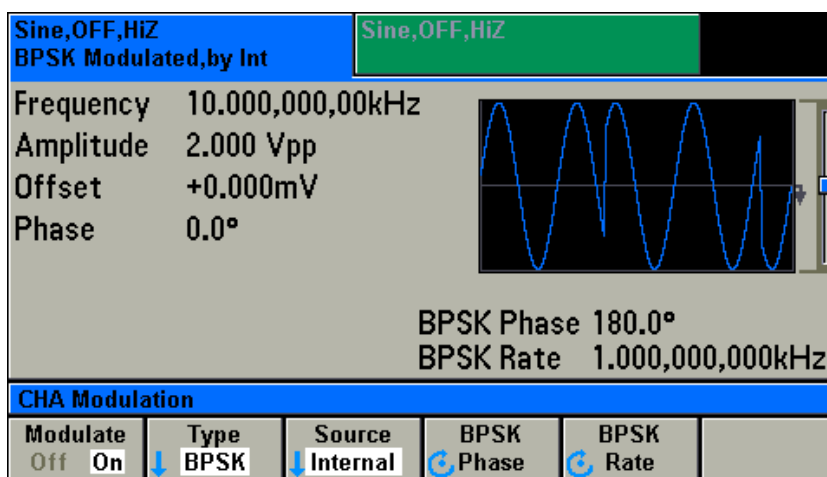 Sine,OFF,HiZ
BPSK Modulated,by Int
Sine,OFF,HiZ
Frequency 10.000,000,00kHz
Amplitude 2.000 Vpp
Offset +0.000mV
Phase 0.0°
BPSK Phase 180.0°
BPSK Rate 1.000,000,000kHz
CHA Modulation
Modulate
Off On
Type
BPSK
Source
Internal
BPSK
Phase
BPSK
Rate